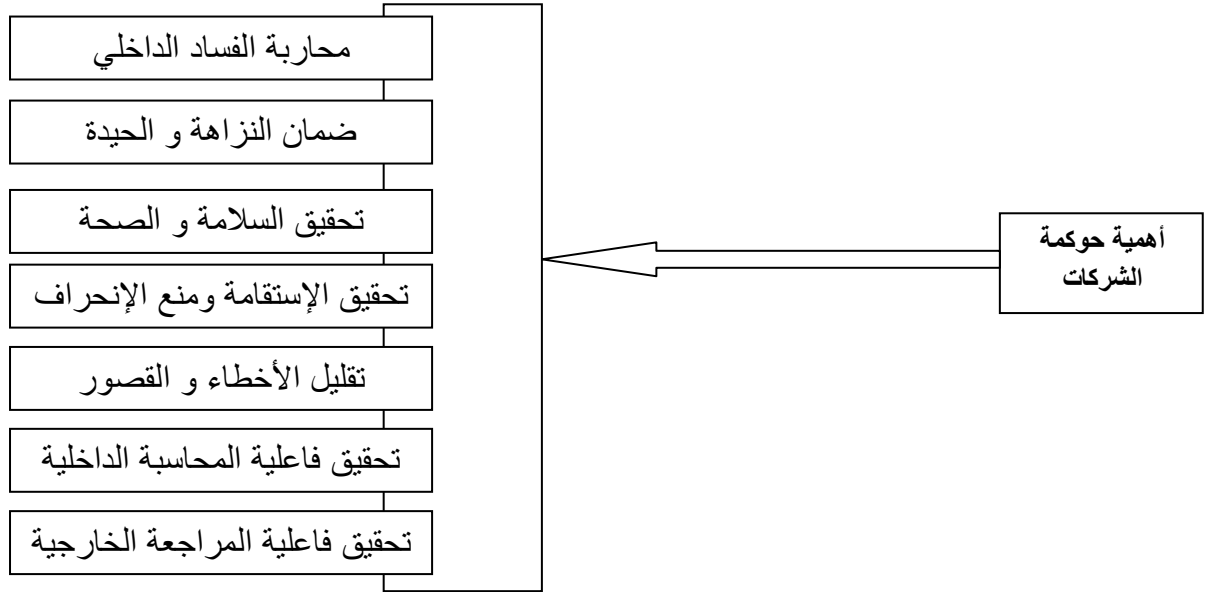 أهمية حوكمة
الشركات
محاربة الفساد الداخلي
ضمان النزاهة و الحيدة
تحقيق السلامة و الصحة
تحقيق الإستقامة ومنع الإنحراف
تقليل الأخطاء و القصور
تحقيق فاعلية المحاسبة الداخلية
تحقيق فاعلية المراجعة الخارجية